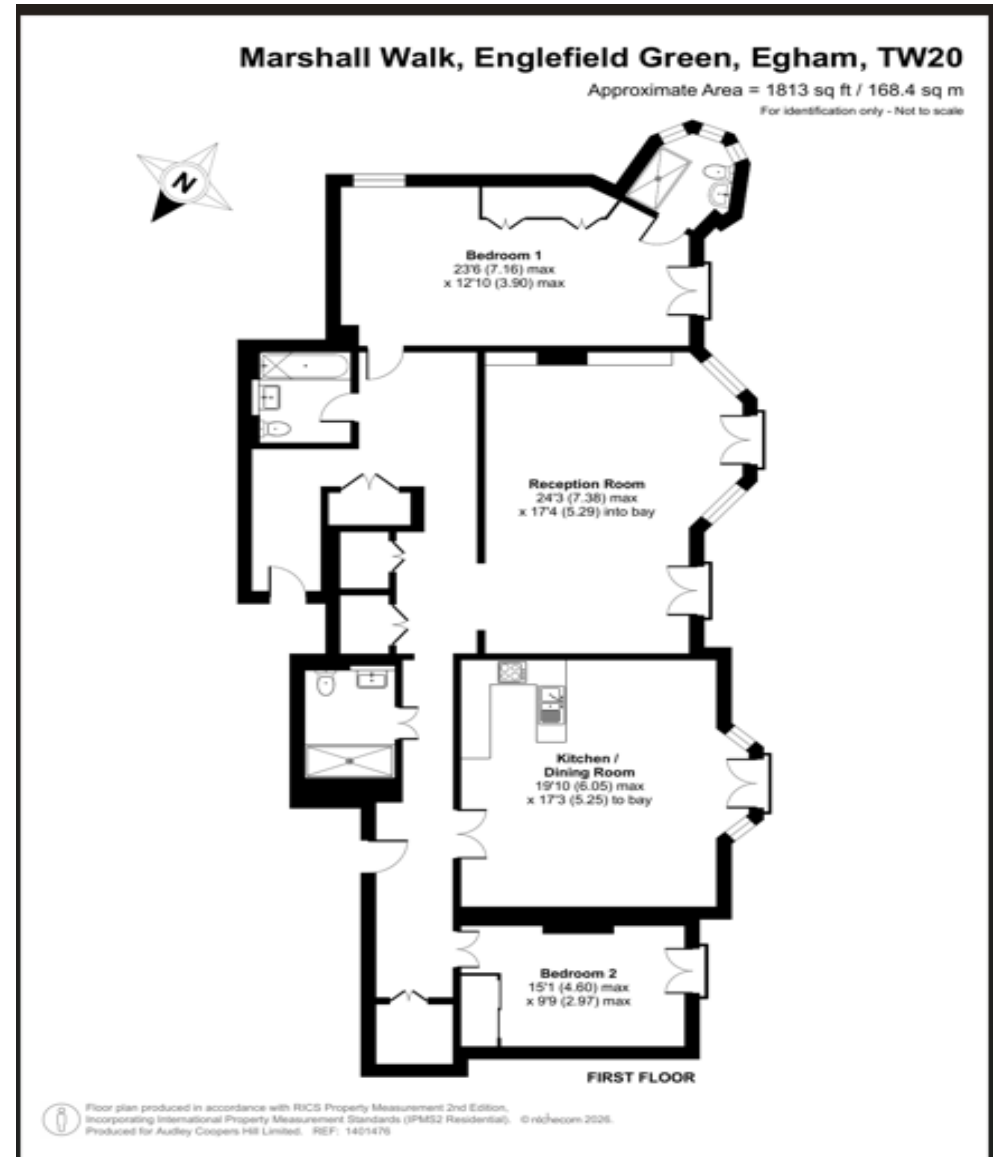 Marshall Walk, Englefield Green, Egham, TW20
Approximate Area = 1813 sq ft / 168.4 sq m
For identification only - Not to scale
N
Bedroom 1
23'6 (7.16) max
x 12'10 (3.90) max
Reception Room
24'3 (7.38) max
x 17'4 (5.29) into bay
Kitchen /
Dining Room
19'10 (6.05) max
x 17'3 (5.25) to bay
Bedroom 2
15'1 (4.60) max
x 9'9 (2.97) max
FIRST FLOOR
Floor plan produced in accordance with RICS Property Measurement 2nd Edition,
Incorporating International Property Measurement Standards (IPMS2 Residential). © nichecom 2026.
Produced for Audley Coopers Hill Limited. REF: 1401476